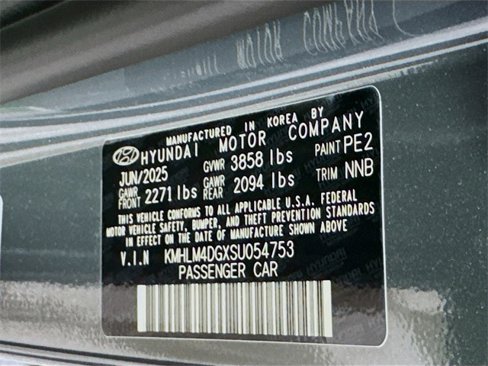 MANUFACTURED IN KOREA BY
HYUNDAI MOTOR COMPANY
JUN/2025 GVWR 3858 lbs PAINT PE2
GAWR FRONT 2271 lbs GAWR REAR 2094 lbs TRIM NNB
THIS VEHICLE CONFORMS TO ALL APPLICABLE U.S.A. FEDERAL
MOTOR VEHICLE SAFETY, BUMPER, AND THEFT PREVENTION STANDARDS
IN EFFECT ON THE DATE OF MANUFACTURE SHOWN ABOVE
V.I.N KMHLM4DGXSU054753
PASSENGER CAR